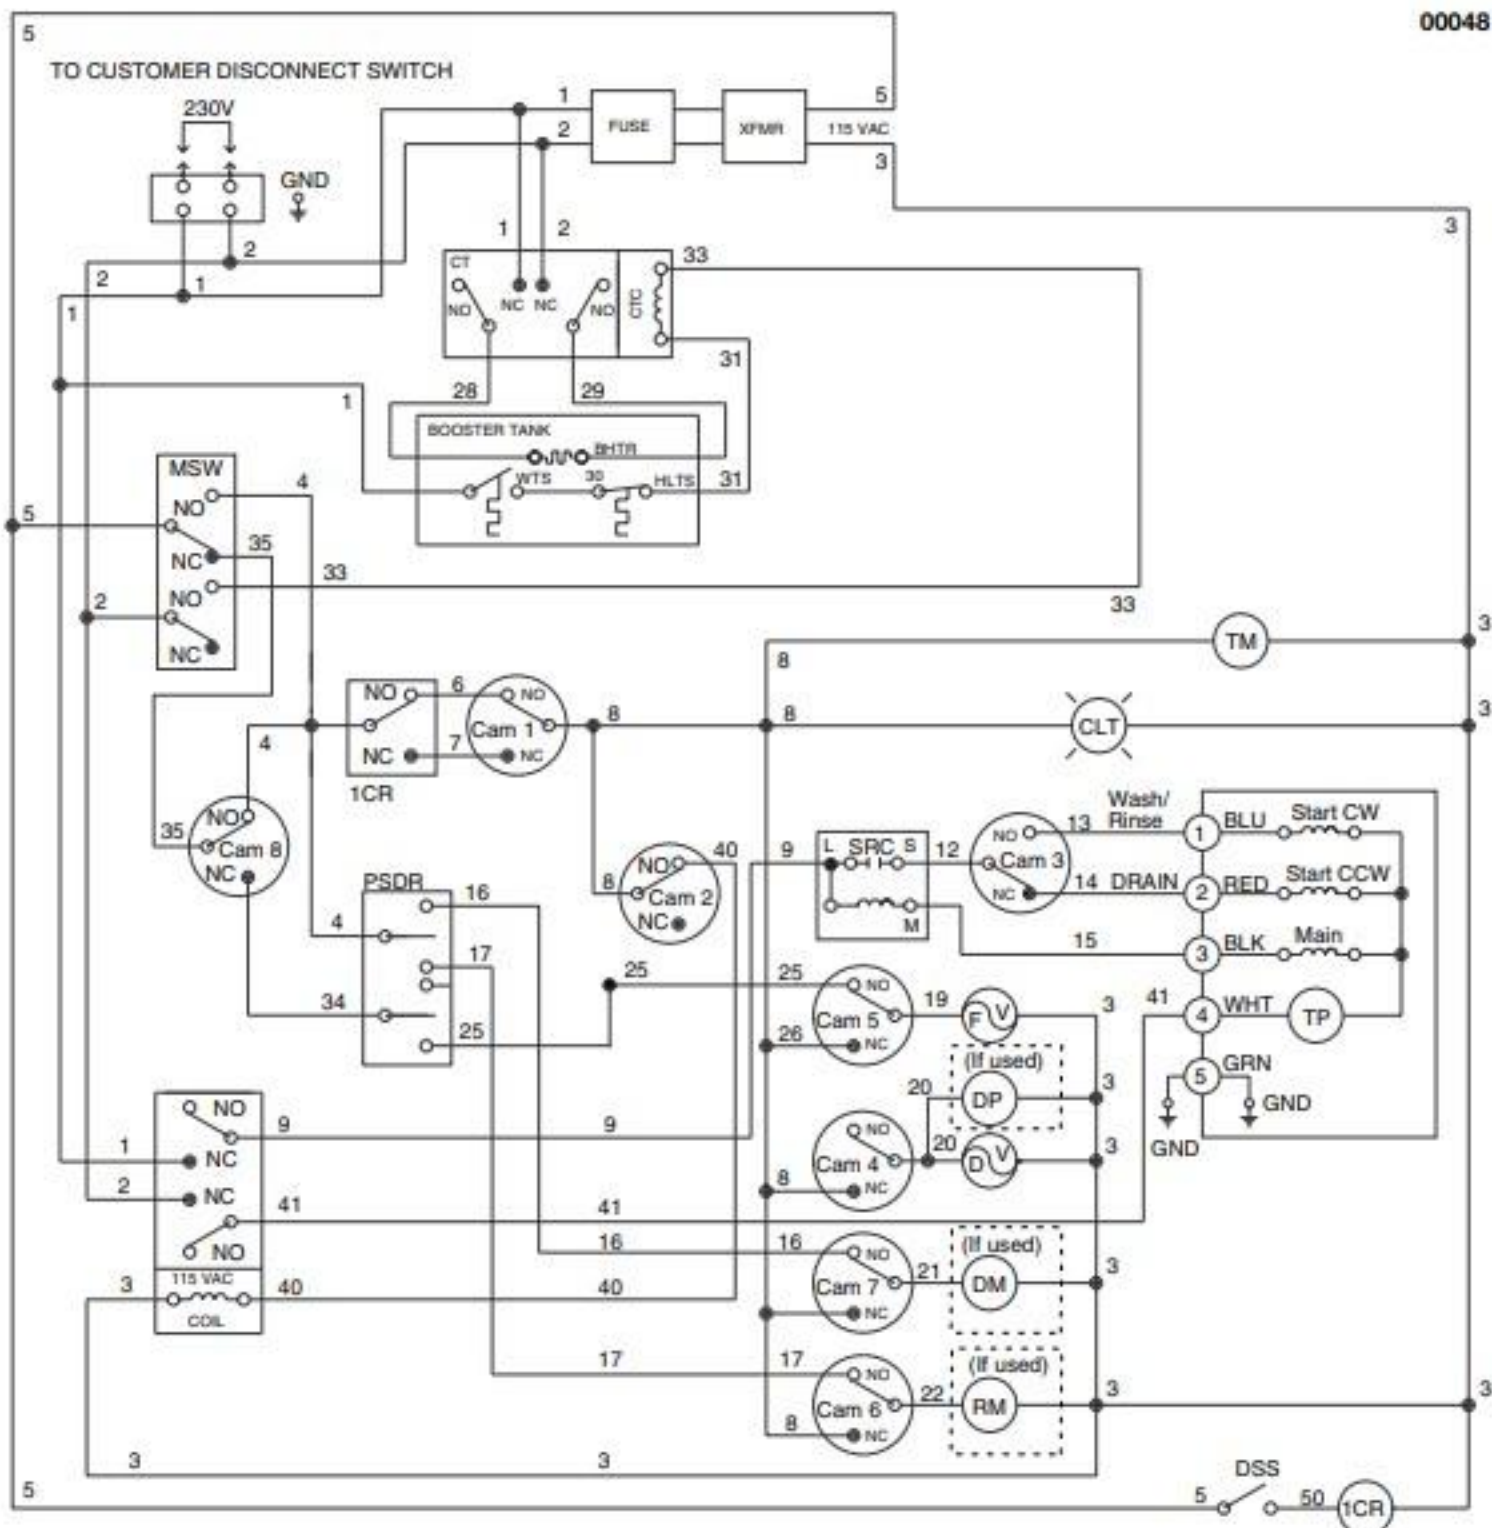 00048
5
TO CUSTOMER DISCONNECT SWITCH
230V
1
FUSE
XFMR
5
115 VAC
2
3
GND
3
1
2
2
2
1
1
CT
33
NO
NC
NC
NO
CTC
31
28
29
1
BOOSTER TANK
BHTR
MSW
4
WTS
30
HLTS
31
NO
5
35
NC
33
NO
33
2
NC
3
TM
8
NO
6
NO
Cam 1
8
8
CLT
3
4
NC
7
NC
1CR
Wash/
Rinse
13
1
BLU
Start CW
NO
35
Cam 8
NC
NO
40
9
L
SRC
S
12
NO
Cam 3
8
Cam 2
NC
NC
14
DRAIN
2
RED
Start CCW
PSDR
16
4
M
15
3
BLK
Main
17
25
25
NO
19
F
V
3
41
4
WHT
TP
34
Cam 5
25
26
NC
(If used)
5
GRN
20
DP
3
GND
GND
NO
9
9
NO
Cam 4
20
D
V
3
1
NC
2
NC
8
NC
41
41
NO
16
16
NO
(If used)
3
115 VAC
3
40
40
Cam 7
21
DM
COIL
NC
17
17
NO
(If used)
22
RM
3
3
Cam 6
8
NC
3
3
DSS
5
5
50
1CR